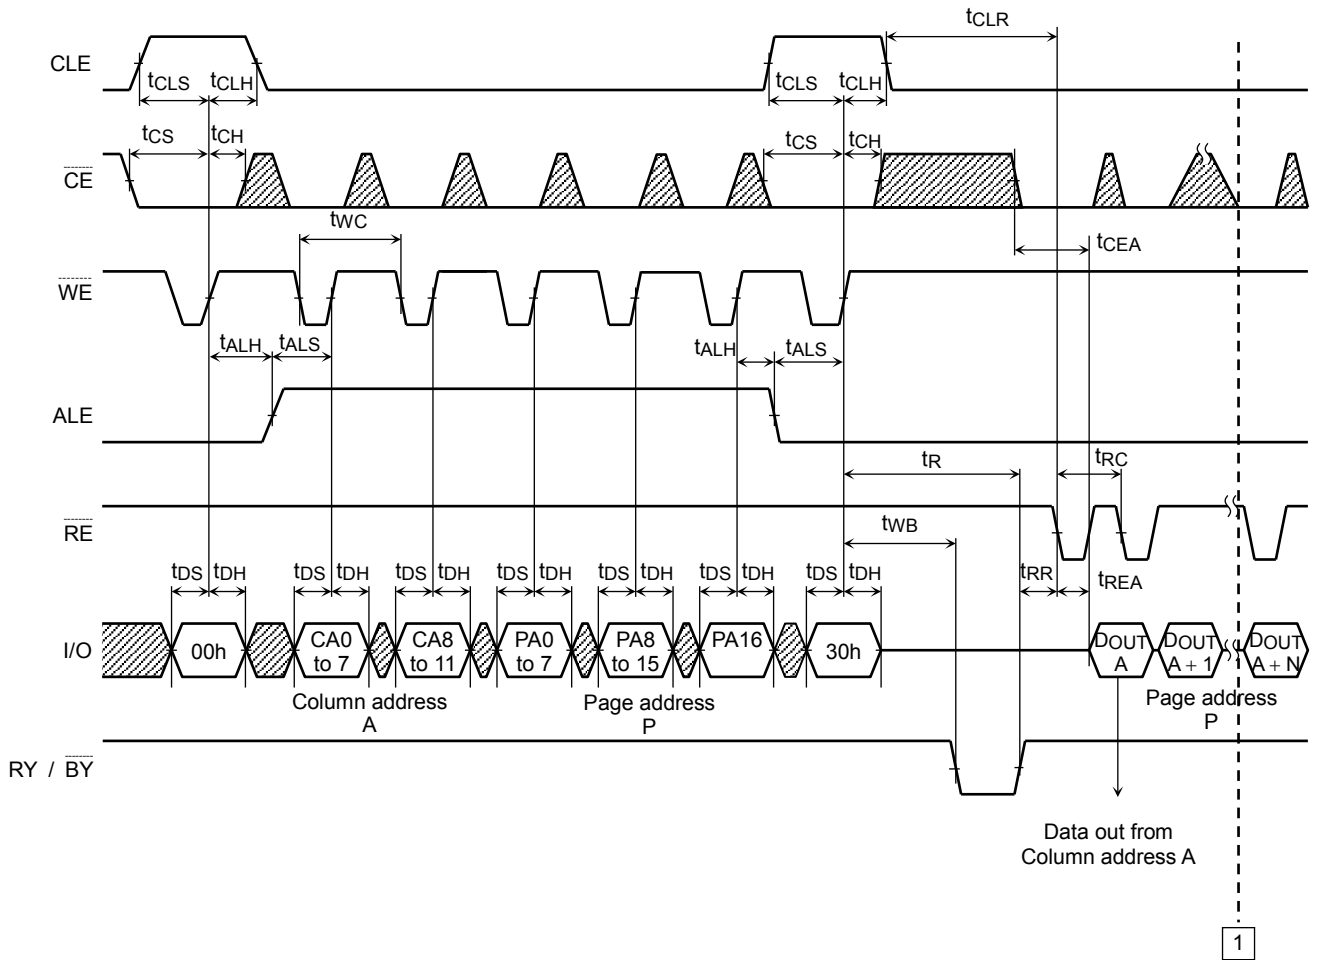 tCLR
CLE
tCLS tCLH tCLS tCLH
tCS tCH tCS tCH
CE
tWC
tCEA
WE
tALH tALS tALH tALS
ALE
tR tRC
RE
tWB
tDS tDH tDS tDH tDS tDH tDS tDH tDS tDH tDS tDH tDS tDH tRR tREA
I/O 00h CA0 to 7 CA8 to 11 PA0 to 7 PA8 to 15 PA16 30h DOUT A DOUT A + 1 DOUT A + N
Column address A
Page address P
Page address P
RY / BY
Data out from
Column address A
1